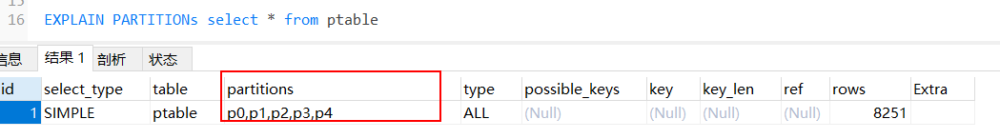 16 EXPLAIN PARTITIONs select * from ptable
信息 结果 1 剖析 状态
id select_type table partitions type possible_keys key key_len ref rows Extra
1 SIMPLE ptable p0,p1,p2,p3,p4 ALL (Null) (Null) (Null) (Null) 8251